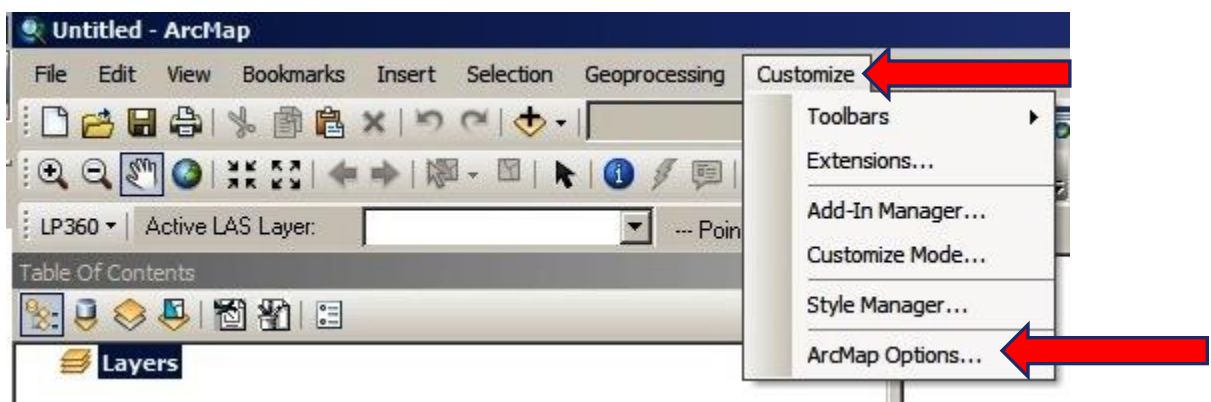 Untitled - ArcMap
File Edit View Bookmarks Insert Selection Geoprocessing Customize
Toolbars
Extensions...
LP360 Active LAS Layer: --- Poin
Add-In Manager...
Customize Mode...
Table Of Contents
Style Manager...
ArcMap Options...
Layers